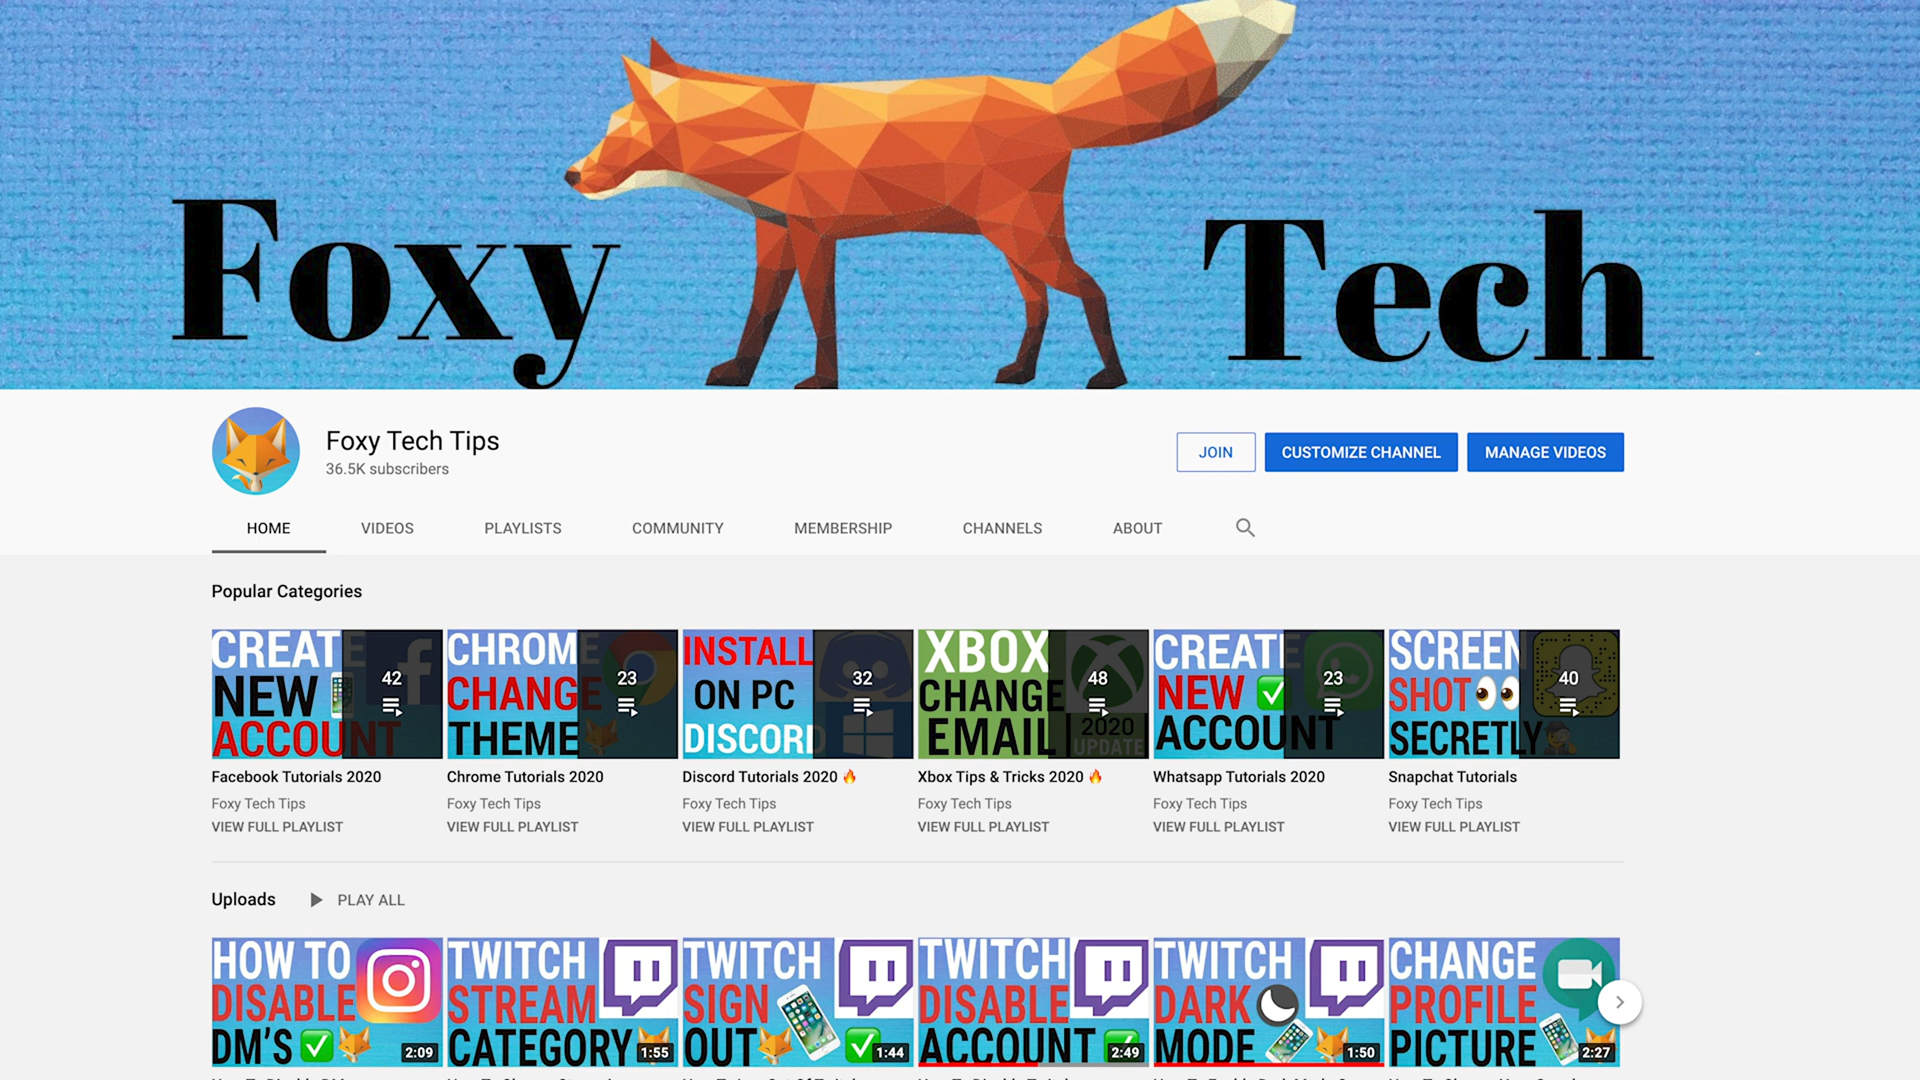 Foxy Tech
Foxy Tech Tips
36.5K subscribers
JOIN
CUSTOMIZE CHANNEL
MANAGE VIDEOS
HOME
VIDEOS
PLAYLISTS
COMMUNITY
MEMBERSHIP
CHANNELS
ABOUT
Popular Categories
CREATE
NEW
ACCOUNT
42
Facebook Tutorials 2020
Foxy Tech Tips
VIEW FULL PLAYLIST
CHROME
CHANGE
THEME
23
Chrome Tutorials 2020
Foxy Tech Tips
VIEW FULL PLAYLIST
INSTALL
ON PC
DISCORD
32
Discord Tutorials 2020 🔥
Foxy Tech Tips
VIEW FULL PLAYLIST
XBOX
CHANGE
EMAIL
2020
UPDATE
48
Xbox Tips & Tricks 2020 🔥
Foxy Tech Tips
VIEW FULL PLAYLIST
CREATE
NEW
ACCOUNT
23
Whatsapp Tutorials 2020
Foxy Tech Tips
VIEW FULL PLAYLIST
SCREEN
SHOT
SECRETLY
40
Snapchat Tutorials
Foxy Tech Tips
VIEW FULL PLAYLIST
Uploads
PLAY ALL
HOW TO
DISABLE
DM'S
2:09
TWITCH
STREAM
CATEGORY
1:55
TWITCH
SIGN
OUT
1:44
TWITCH
DISABLE
ACCOUNT
2:49
TWITCH
DARK
MODE
1:50
CHANGE
PROFILE
PICTURE
2:27